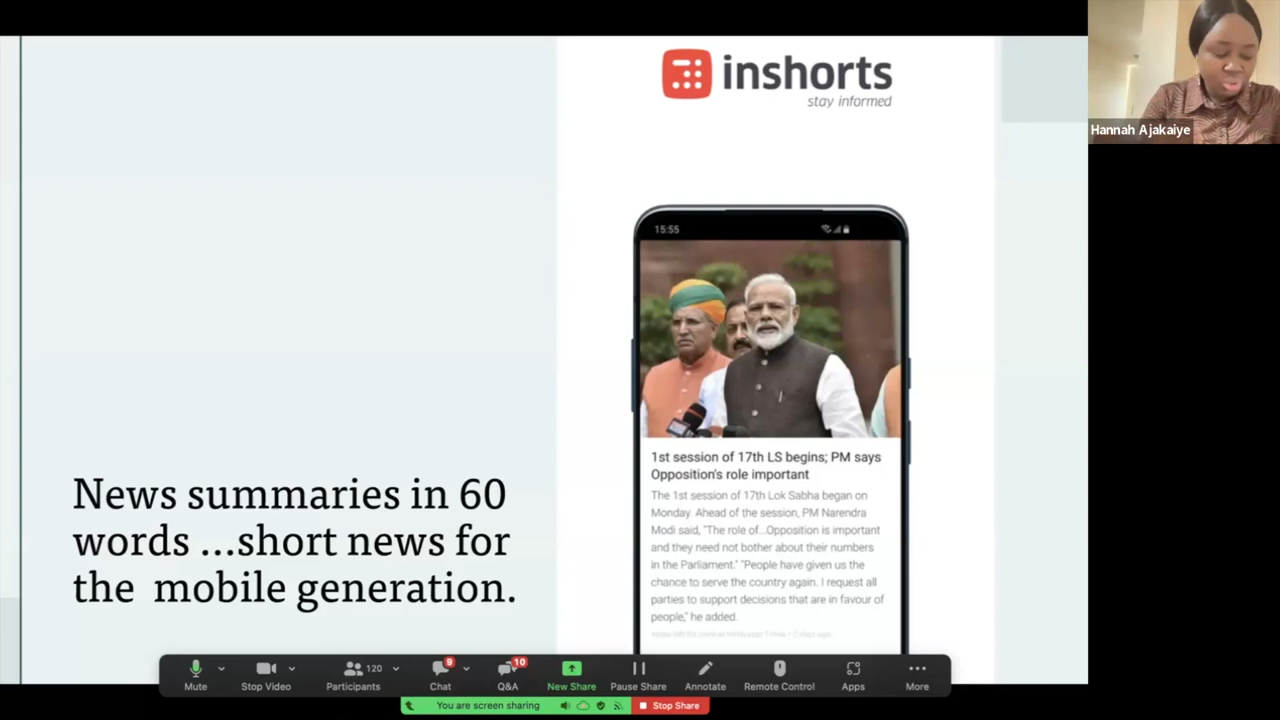 inshorts
stay informed
Hannah Ajakaiye
15:55
1st session of 17th LS begins; PM says
Opposition's role important
The 1st session of 17th Lok Sabha began on
Monday. Ahead of the session, PM Narendra
Modi said, "The role of...Opposition is important
and they need not bother about their numbers
in the Parliament." "People have given us the
chance to serve the country again. I request all
parties to support decisions that are in favour of
people," he added.
News summaries in 60
words ...short news for
the mobile generation.
Mute
Stop Video
120
Participants
9
Chat
10
Q&A
New Share
Pause Share
Annotate
Remote Control
Apps
More
You are screen sharing
Stop Share